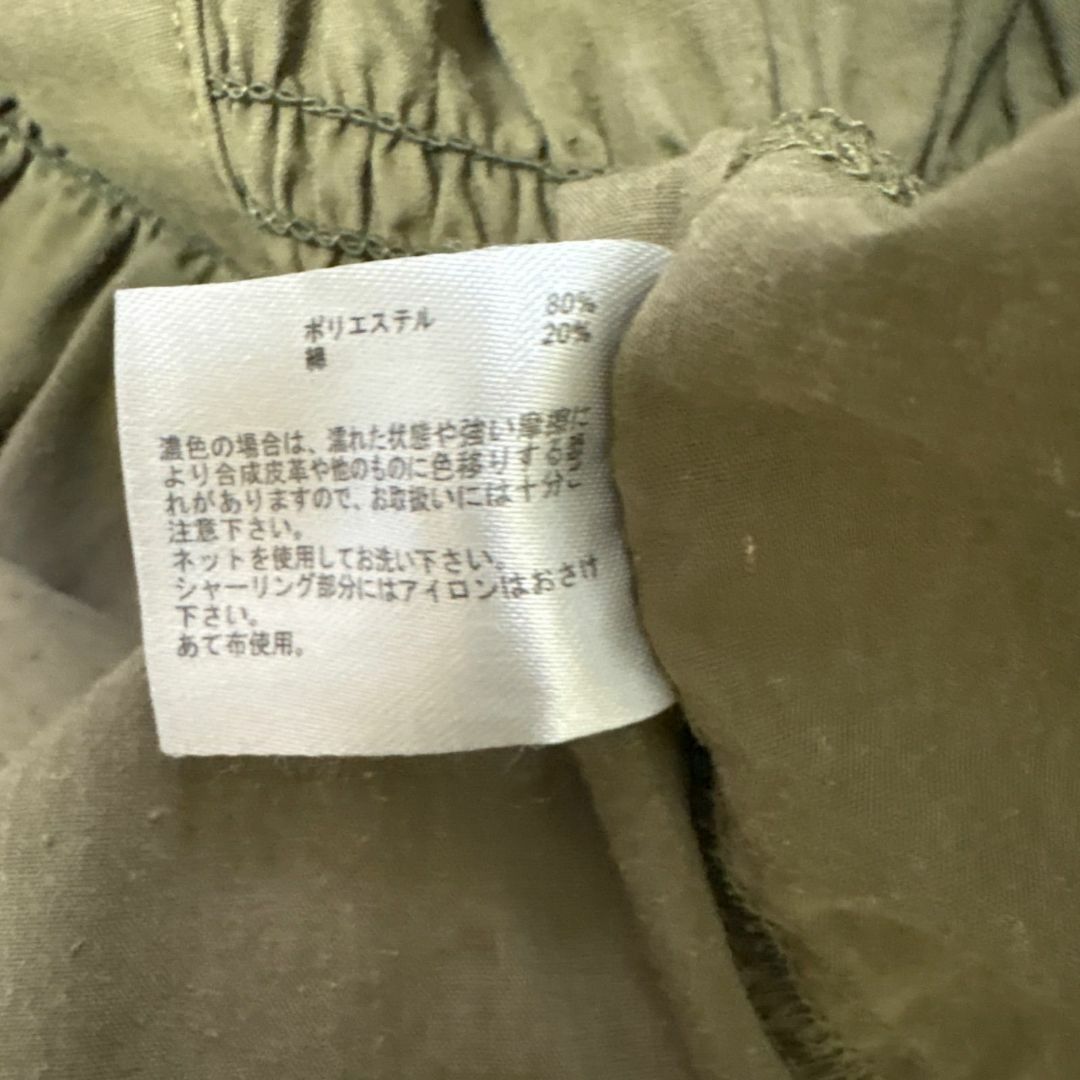 ポリエステル 80%
綿 20%
濃色の場合は、濡れた状態や強い摩擦に
より合成皮革や他のものに色移りする恐
れがありますので、お取扱いには十分ご
注意下さい。
ネットを使用してお洗い下さい。
シャーリング部分にはアイロンはおさけ
下さい。
あて布使用。